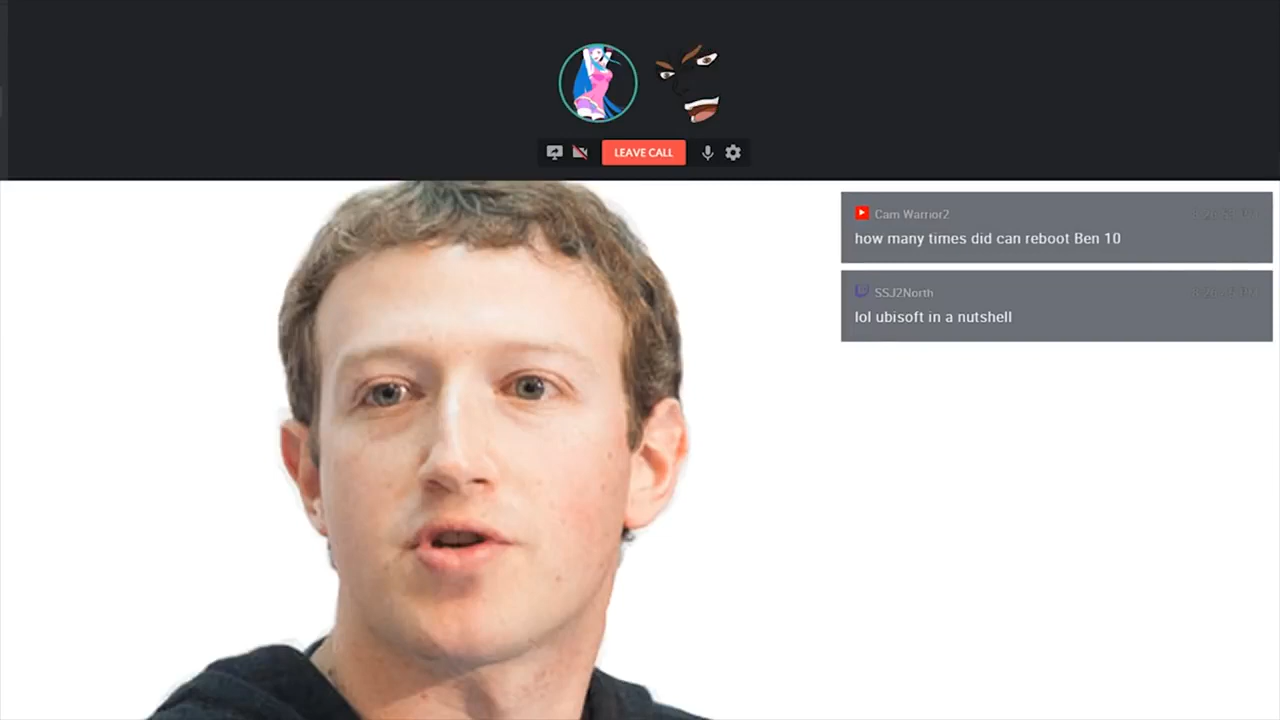 LEAVE CALL
Cam Warrior2
how many times did can reboot Ben 10
SSJ2North
lol ubisoft in a nutshell